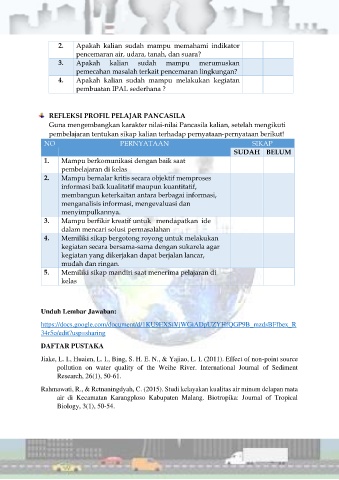 2. Apakah kalian sudah mampu memahami indikator
pencemaran air, udara, tanah, dan suara?
3. Apakah kalian sudah mampu merumuskan
pemecahan masalah terkait pencemaran lingkungan?
4. Apakah kalian sudah mampu melakukan kegiatan
pembuatan IPAL sederhana ?
REFLEKSI PROFIL PELAJAR PANCASILA
Guna mengembangkan karakter nilai-nilai Pancasila kalian, setelah mengikuti
pembelajaran tentukan sikap kalian terhadap pernyataan-pernyataan berikut!
NO PERNYATAAN SIKAP
SUDAH BELUM
1. Mampu berkomunikasi dengan baik saat
pembelajaran di kelas
2. Mampu bernalar kritis secara objektif memproses
informasi baik kualitatif maupun kuantitatif,
membangun keterkaitan antara berbagai informasi,
menganalisis informasi, mengevaluasi dan
menyimpulkannya.
3. Mampu berfikir kreatif untuk mendapatkan ide
dalam mencari solusi permasalahan
4. Memiliki sikap bergotong royong untuk melakukan
kegiatan secara bersama-sama dengan sukarela agar
kegiatan yang dikerjakan dapat berjalan lancar,
mudah dan ringan.
5. Memiliki sikap mandiri saat menerima pelajaran di
kelas
Unduh Lembar Jawaban:
DAFTAR PUSTAKA
Jiake, L. I., Huaien, L. I., Bing, S. H. E. N., & Yajiao, L. I. (2011). Effect of non-point source
pollution on water quality of the Weihe River. International Journal of Sediment
Research, 26(1), 50-61.
Rahmawati, R., & Retnaningdyah, C. (2015). Studi kelayakan kualitas air minum delapan mata
air di Kecamatan Karangploso Kabupaten Malang. Biotropika: Journal of Tropical
Biology, 3(1), 50-54.